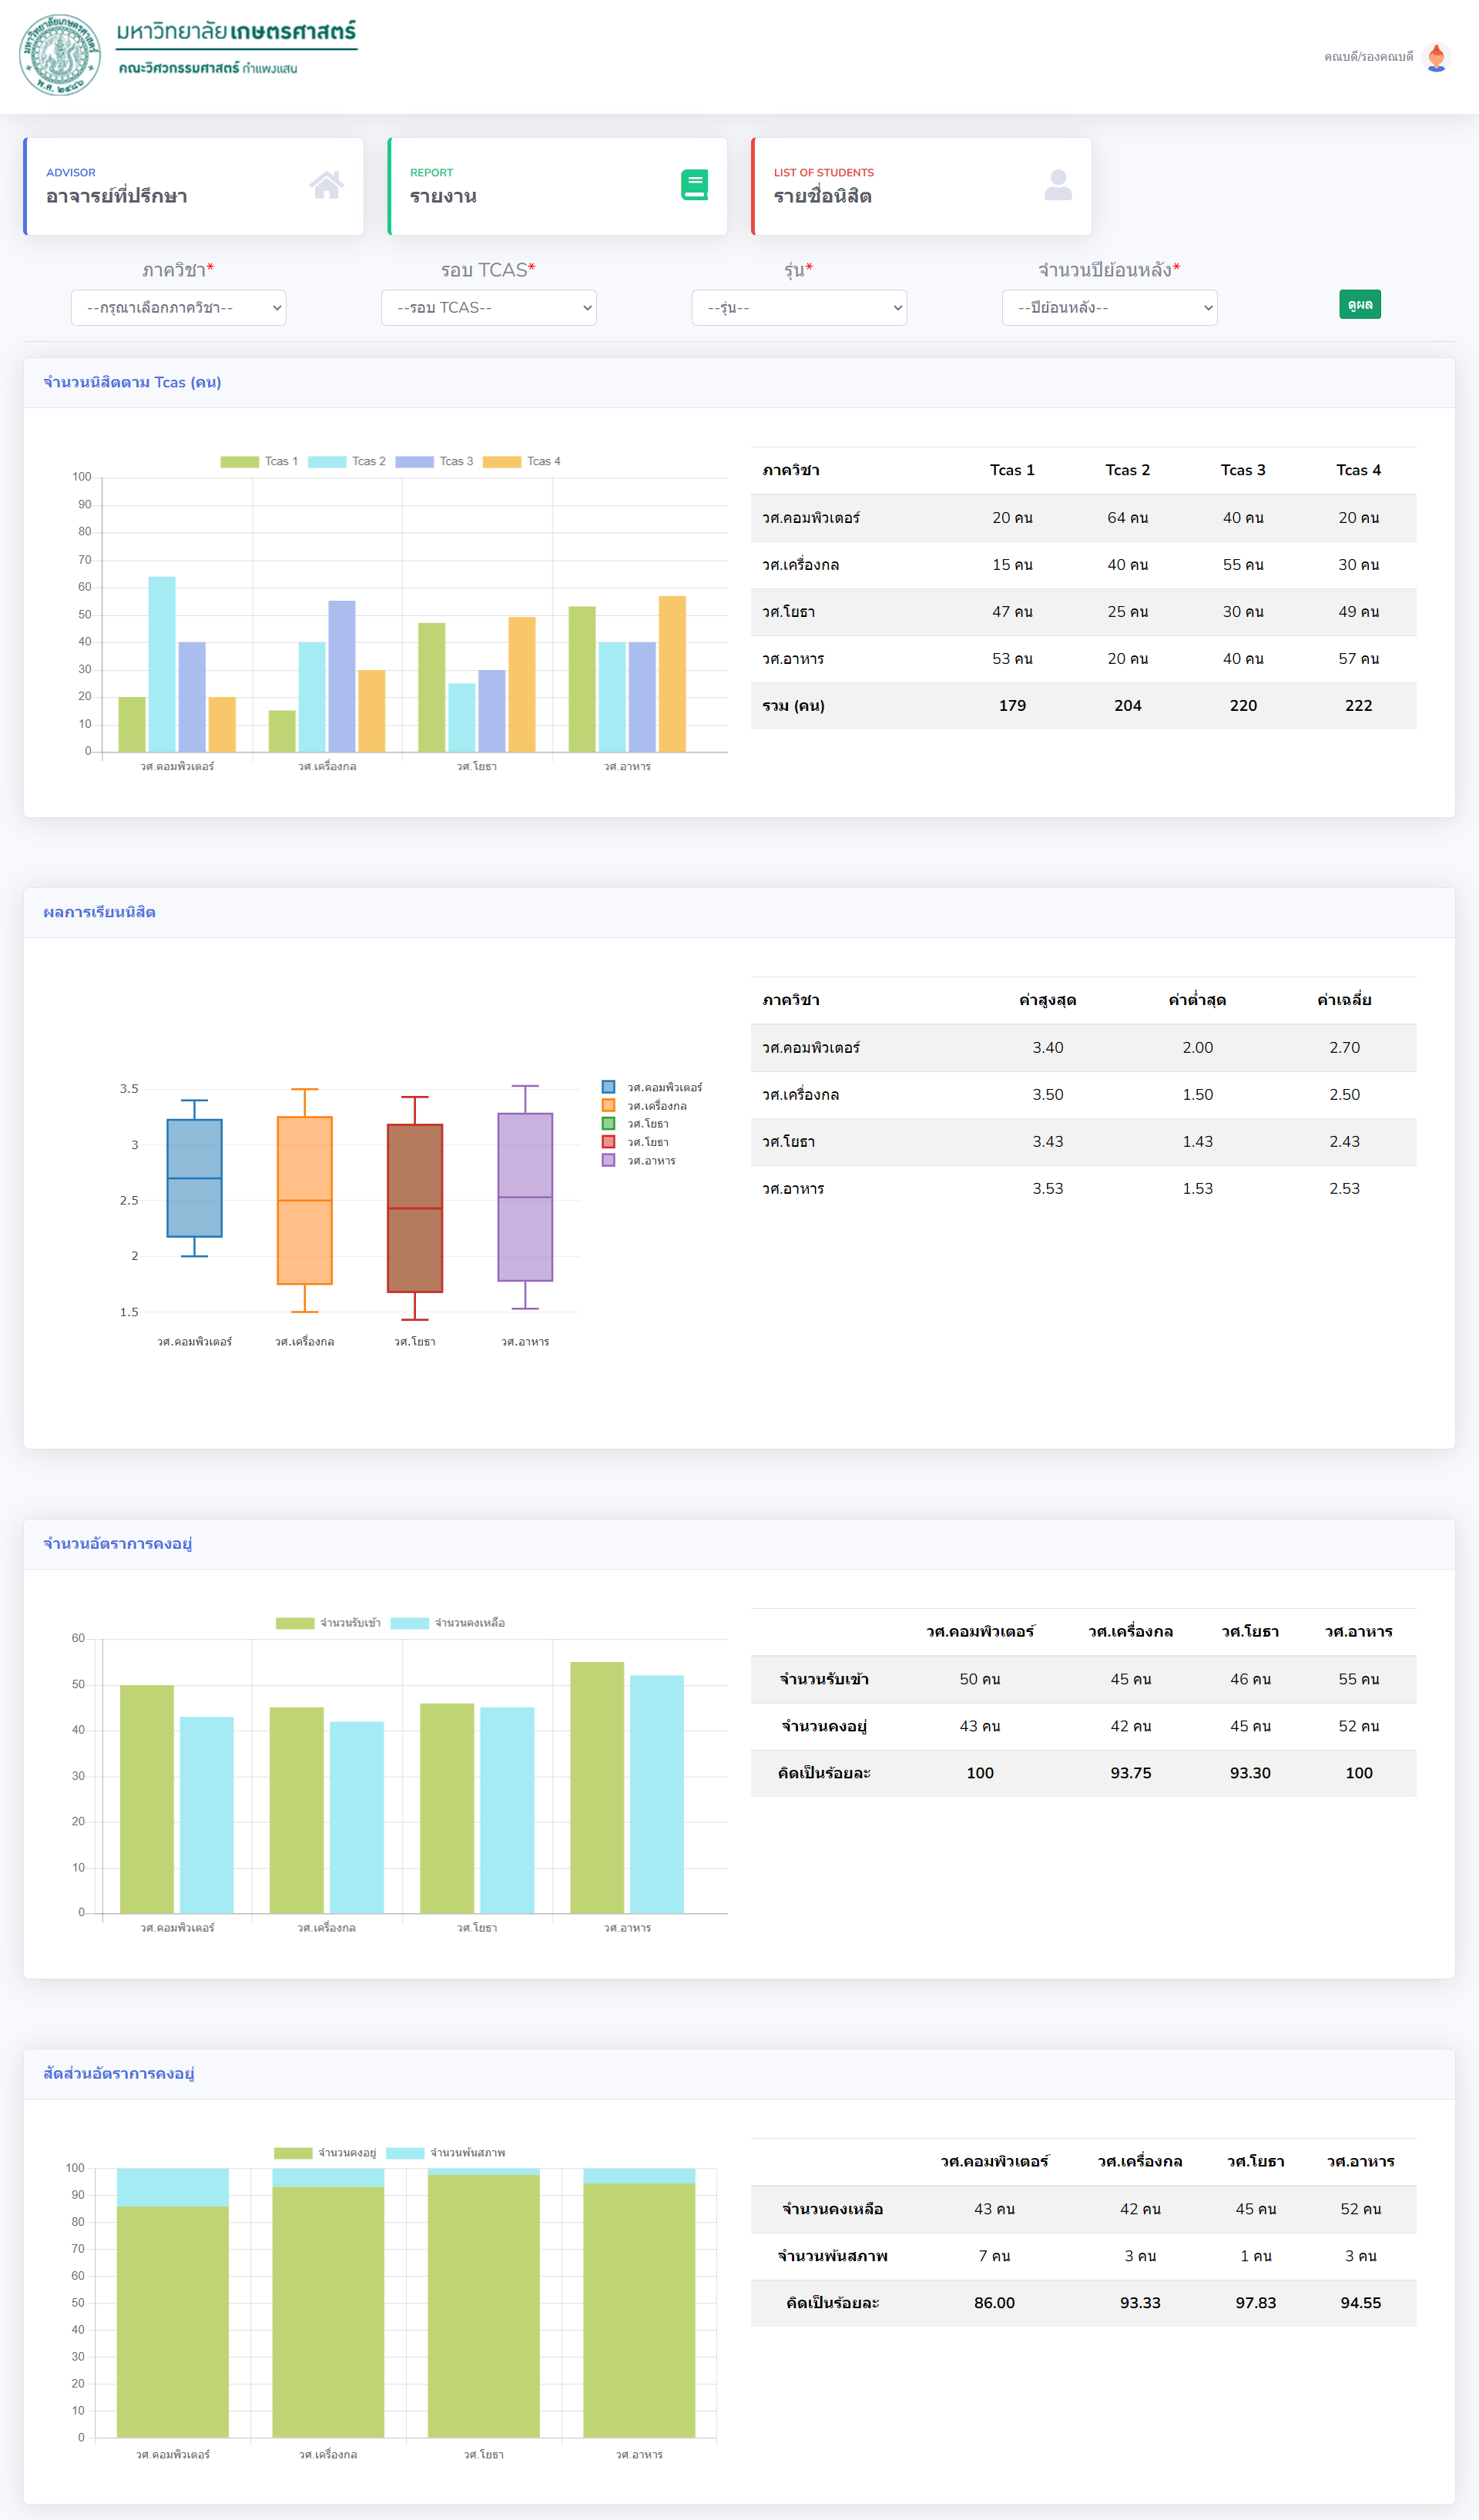 มหาวิทยาลัยเกษตรศาสตร์
คณะวิศวกรรมศาสตร์ กำแพงแสน
มหาวิทยาลัยเกษตรศาสตร์
พ.ศ. ๒๔๘๖
คณบดี/รองคณบดี
ADVISOR
อาจารย์ที่ปรึกษา
REPORT
รายงาน
LIST OF STUDENTS
รายชื่อนิสิต
ภาควิชา* รอบ TCAS* รุ่น* จำนวนปีย้อนหลัง*
--กรุณาเลือกภาควิชา-- --รอบ TCAS-- --รุ่น-- --ปีย้อนหลัง-- ดูผล
จำนวนนิสิตตาม Tcas (คน)
Tcas 1 Tcas 2 Tcas 3 Tcas 4
100
90
80
70
60
50
40
30
20
10
0
วศ.คอมพิวเตอร์ วศ.เครื่องกล วศ.โยธา วศ.อาหาร
ภาควิชา Tcas 1 Tcas 2 Tcas 3 Tcas 4
วศ.คอมพิวเตอร์ 20 คน 64 คน 40 คน 20 คน
วศ.เครื่องกล 15 คน 40 คน 55 คน 30 คน
วศ.โยธา 47 คน 25 คน 30 คน 49 คน
วศ.อาหาร 53 คน 20 คน 40 คน 57 คน
รวม (คน) 179 204 220 222
ผลการเรียนนิสิต
3.5
3
2.5
2
1.5
วศ.คอมพิวเตอร์ วศ.เครื่องกล วศ.โยธา วศ.อาหาร
วศ.คอมพิวเตอร์
วศ.เครื่องกล
วศ.โยธา
วศ.โยธา
วศ.อาหาร
ภาควิชา ค่าสูงสุด ค่าต่ำสุด ค่าเฉลี่ย
วศ.คอมพิวเตอร์ 3.40 2.00 2.70
วศ.เครื่องกล 3.50 1.50 2.50
วศ.โยธา 3.43 1.43 2.43
วศ.อาหาร 3.53 1.53 2.53
จำนวนอัตราการคงอยู่
จำนวนรับเข้า จำนวนคงเหลือ
60
50
40
30
20
10
0
วศ.คอมพิวเตอร์ วศ.เครื่องกล วศ.โยธา วศ.อาหาร
วศ.คอมพิวเตอร์ วศ.เครื่องกล วศ.โยธา วศ.อาหาร
จำนวนรับเข้า 50 คน 45 คน 46 คน 55 คน
จำนวนคงอยู่ 43 คน 42 คน 45 คน 52 คน
คิดเป็นร้อยละ 100 93.75 93.30 100
สัดส่วนอัตราการคงอยู่
จำนวนคงอยู่ จำนวนพ้นสภาพ
100
90
80
70
60
50
40
30
20
10
0
วศ.คอมพิวเตอร์ วศ.เครื่องกล วศ.โยธา วศ.อาหาร
วศ.คอมพิวเตอร์ วศ.เครื่องกล วศ.โยธา วศ.อาหาร
จำนวนคงเหลือ 43 คน 42 คน 45 คน 52 คน
จำนวนพ้นสภาพ 7 คน 3 คน 1 คน 3 คน
คิดเป็นร้อยละ 86.00 93.33 97.83 94.55